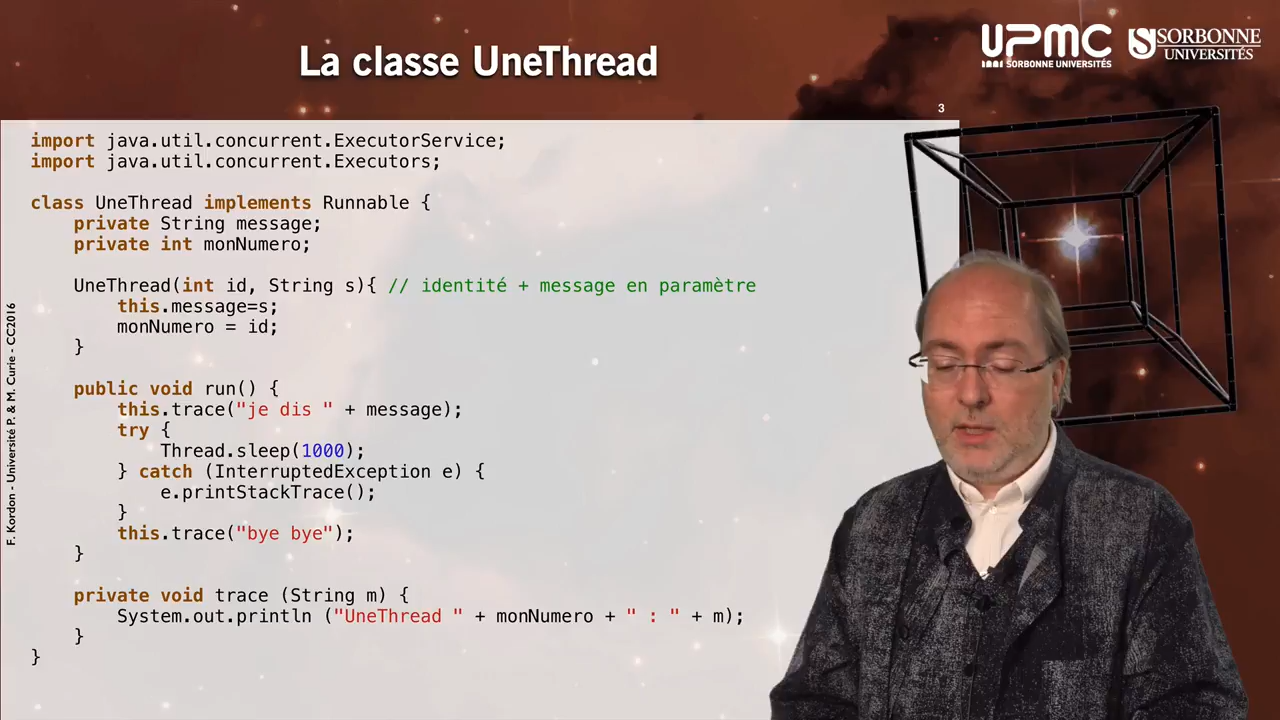 La classe UneThread
UPMC
SORBONNE UNIVERSITÉS
SORBONNE
UNIVERSITÉS
3
import java.util.concurrent.ExecutorService;
import java.util.concurrent.Executors;
class UneThread implements Runnable {
private String message;
private int monNumero;
UneThread(int id, String s){ // identité + message en paramètre
this.message=s;
monNumero = id;
}
public void run() {
this.trace("je dis " + message);
try {
Thread.sleep(1000);
} catch (InterruptedException e) {
e.printStackTrace();
}
this.trace("bye bye");
}
private void trace (String m) {
System.out.println ("UneThread " + monNumero + " : " + m);
}
}
F. Kordon - Université P. & M. Curie - CC2016